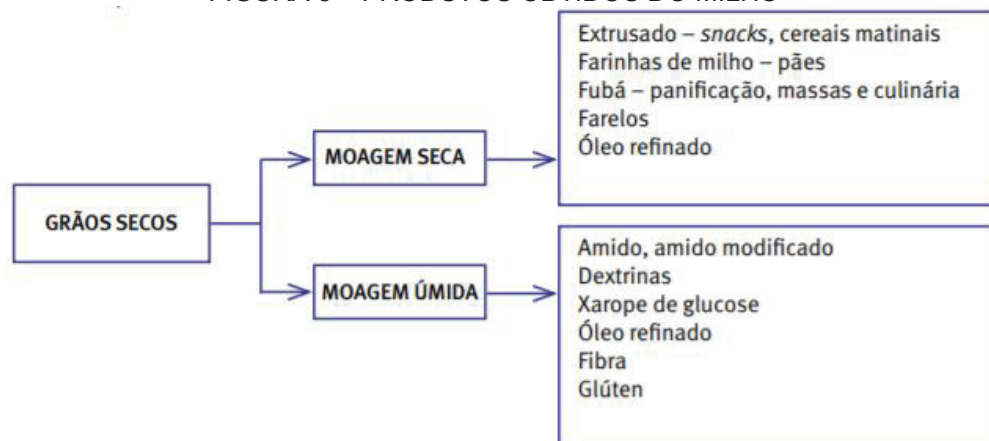 Extrusado – snacks, cereais matinais
Farinhas de milho – pães
Fubá – panificação, massas e culinária
Farelos
Óleo refinado
MOAGEM SECA
GRÃOS SECOS
MOAGEM ÚMIDA
Amido, amido modificado
Dextrinas
Xarope de glucose
Óleo refinado
Fibra
Glúten